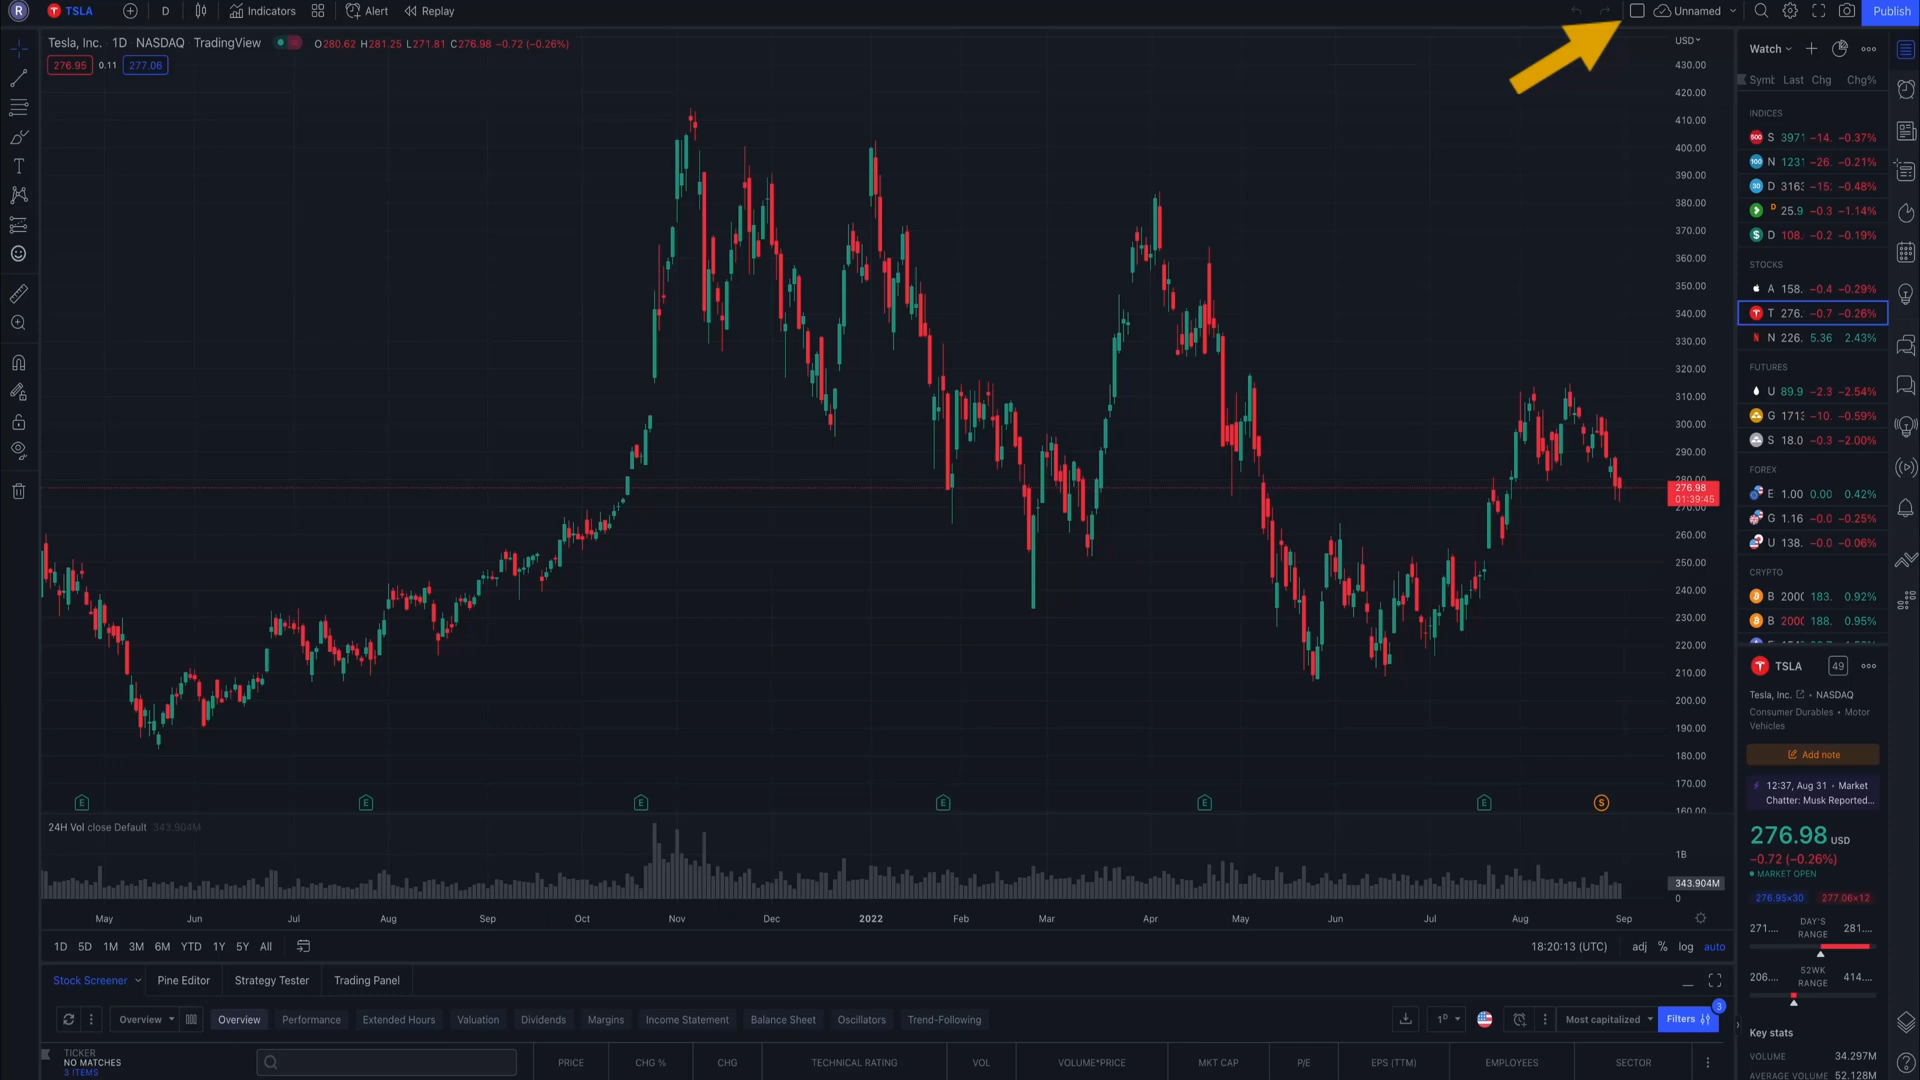 R TSLA D Indicators Alert Replay Unnamed Publish
Tesla, Inc. 1D NASDAQ TradingView O280.62 H281.25 L271.81 C276.98 −0.72 (−0.26%)
276.95 0.11 277.06
USD
430.00
420.00
410.00
400.00
390.00
380.00
370.00
360.00
350.00
340.00
330.00
320.00
310.00
300.00
290.00
280.00
276.98
01:39:45
270.00
260.00
250.00
240.00
230.00
220.00
210.00
200.00
190.00
180.00
170.00
160.00
E E E E E E S
24H Vol close Default 343.904M
1B
343.904M
0
May Jun Jul Aug Sep Oct Nov Dec 2022 Feb Mar Apr May Jun Jul Aug Sep
1D 5D 1M 3M 6M YTD 1Y 5Y All 18:20:13 (UTC) adj % log auto
Stock Screener Pine Editor Strategy Tester Trading Panel
Overview Overview Performance Extended Hours Valuation Dividends Margins Income Statement Balance Sheet Oscillators Trend-Following 1D Most capitalized Filters 3
TICKER
NO MATCHES
3 ITEMS
PRICE CHG % CHG TECHNICAL RATING VOL VOLUME*PRICE MKT CAP P/E EPS (TTM) EMPLOYEES SECTOR
Watch
Last Chg Chg%
INDICES
500 S 3971 −14. −0.37%
100 N 1231 −26. −0.21%
30 D 3163 −15. −0.48%
D 25.9 −0.3 −1.14%
$ D 108. −0.2 −0.19%
STOCKS
A 158. −0.4 −0.29%
T 276. −0.7 −0.26%
N 226. 5.36 2.43%
FUTURES
U 89.9 −2.3 −2.54%
G 1713 −10. −0.59%
S 18.0 −0.3 −2.00%
FOREX
E 1.00 0.00 0.42%
G 1.16 −0.0 −0.25%
U 138. −0.0 −0.06%
CRYPTO
B 2000 183. 0.92%
B 2000 188. 0.95%
TSLA 49
Tesla, Inc. • NASDAQ
Consumer Durables • Motor
Vehicles
Add note
12:37, Aug 31 • Market
Chatter: Musk Reported...
276.98 USD
−0.72 (−0.26%)
MARKET OPEN
276.95×30 277.06×12
271.... DAY'S RANGE 281....
206.... 52WK RANGE 414....
Key stats
VOLUME 34.297M
AVERAGE VOLUME 52.128M